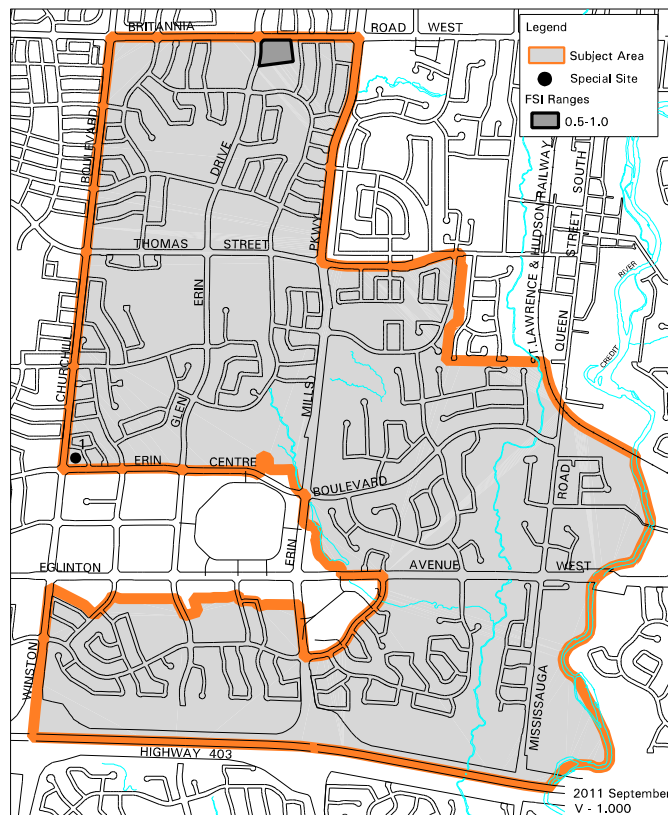 BRITANNIA ROAD WEST
Legend
Subject Area
Special Site
FSI Ranges
0.5-1.0
BOULEVARD
DRIVE
PKWY
THOMAS STREET
ST.LAWRENCE & HUDSON RAILWAY
STREET SOUTH
QUEEN
RIVER
CREDIT
ERIN
GLEN
CHURCHILL
MILLS
1
ERIN CENTRE
BOULEVARD
ROAD
ERIN
EGLINTON AVENUE WEST
WINSTON
MISSISSAUGA
HIGHWAY 403
2011 September
V - 1.000